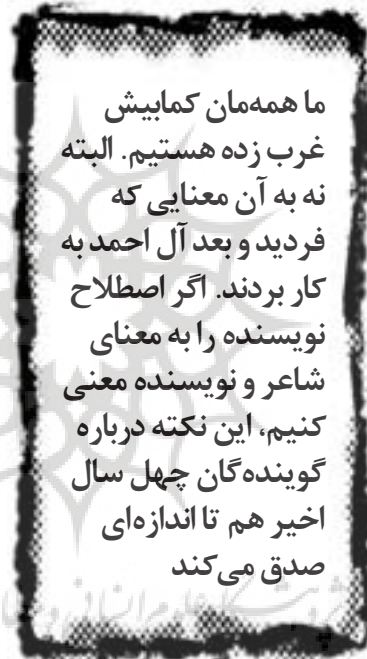 ما همه‌مان کمابیش
غرب زده هستیم. البته
نه به آن معنایی که
فردید و بعد آل احمد به
کار بردند. اگر اصطلاح
نویسنده را به معنای
شاعر و نویسنده معنی
کنیم، این نکته درباره
گوینده‌گان چهل سال
اخیر هم تا اندازه‌ای
صدق می‌کند